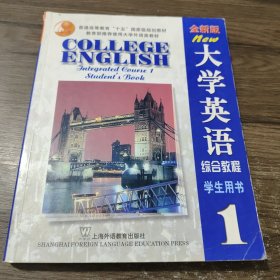 普通高等教育“十五”国家级规划教材
教育部推荐使用大学外语类教材
COLLEGE
ENGLISH
Integrated Course 1
Student's Book
全新版
New
大学英语
综合教程
学生用书
1
上海外语教育出版社
SHANGHAI FOREIGN LANGUAGE EDUCATION PRESS